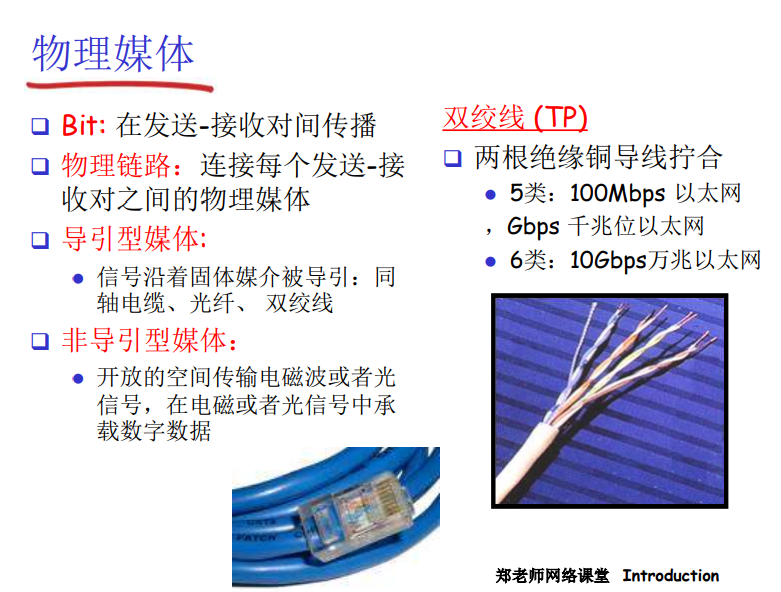 物理媒体
❑ Bit: 在发送-接收对间传播
❑ 物理链路：连接每个发送-接
收对之间的物理媒体
❑ 导引型媒体:
● 信号沿着固体媒介被导引：同
轴电缆、光纤、 双绞线
❑ 非导引型媒体：
● 开放的空间传输电磁波或者光
信号，在电磁或者光信号中承
载数字数据
双绞线 (TP)
❑ 两根绝缘铜导线拧合
● 5类：100Mbps 以太网
，Gbps 千兆位以太网
● 6类：10Gbps万兆以太网
PATCH
郑老师网络课堂 Introduction